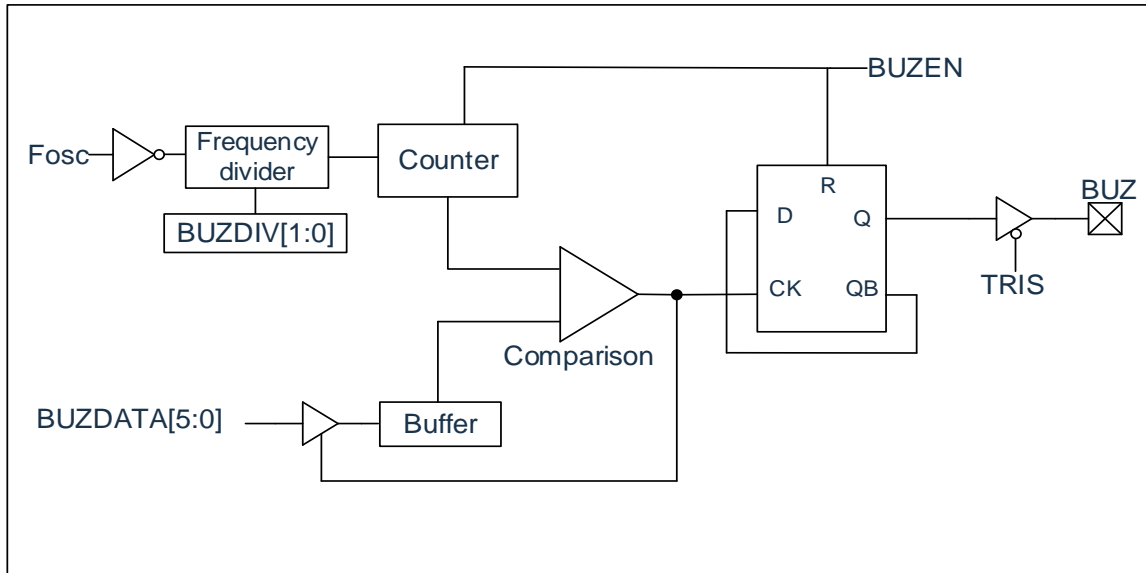 BUZEN
Fosc
Frequency
divider
Counter
BUZDIV[1:0]
R
D
Q
CK
QB
BUZ
TRIS
Comparison
BUZDATA[5:0]
Buffer